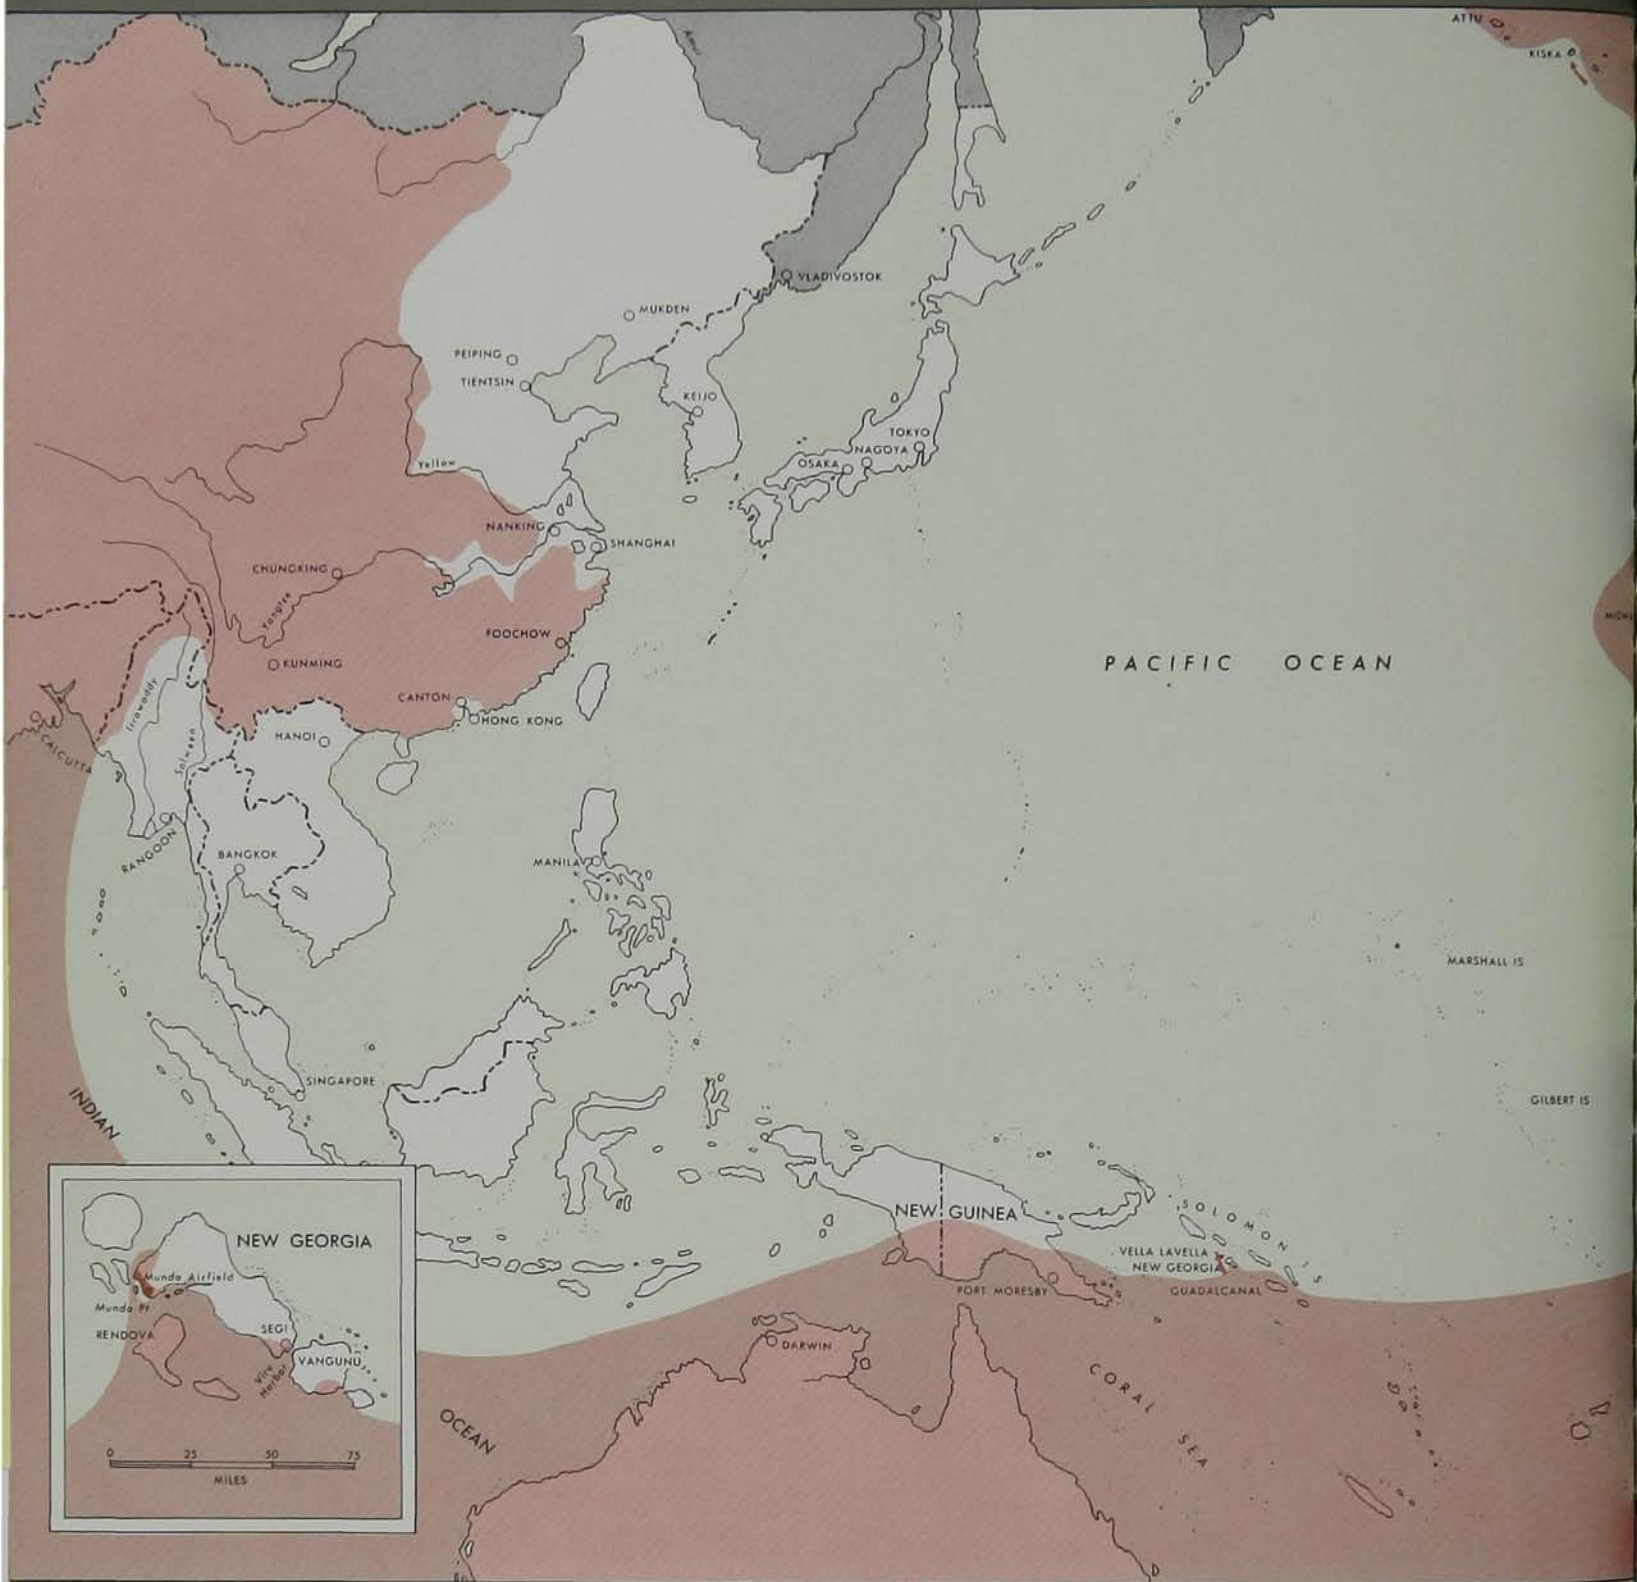 ATTU
KISKA
Amur
VLADIVOSTOK
MUKDEN
PEIPING
TIENTSIN
KEIJO
TOKYO
NAGOYA
OSAKA
Yellow
NANKING
SHANGHAI
CHUNGKING
Yangtze
FOOCHOW
KUNMING
CANTON
HONG KONG
HANOI
Irrawaddy
Salween
CALCUTTA
RANGOON
BANGKOK
MANILA
PACIFIC OCEAN
MARSHALL IS
GILBERT IS
SINGAPORE
INDIAN
OCEAN
NEW GUINEA
SOLOMON IS
VELLA LAVELLA
NEW GEORGIA
GUADALCANAL
PORT MORESBY
DARWIN
CORAL SEA
NEW GEORGIA
Munda Airfield
Munda Pt
RENDOVA
SEGI
VANGUNU
Viru
Harbor
0 25 50 75
MILES